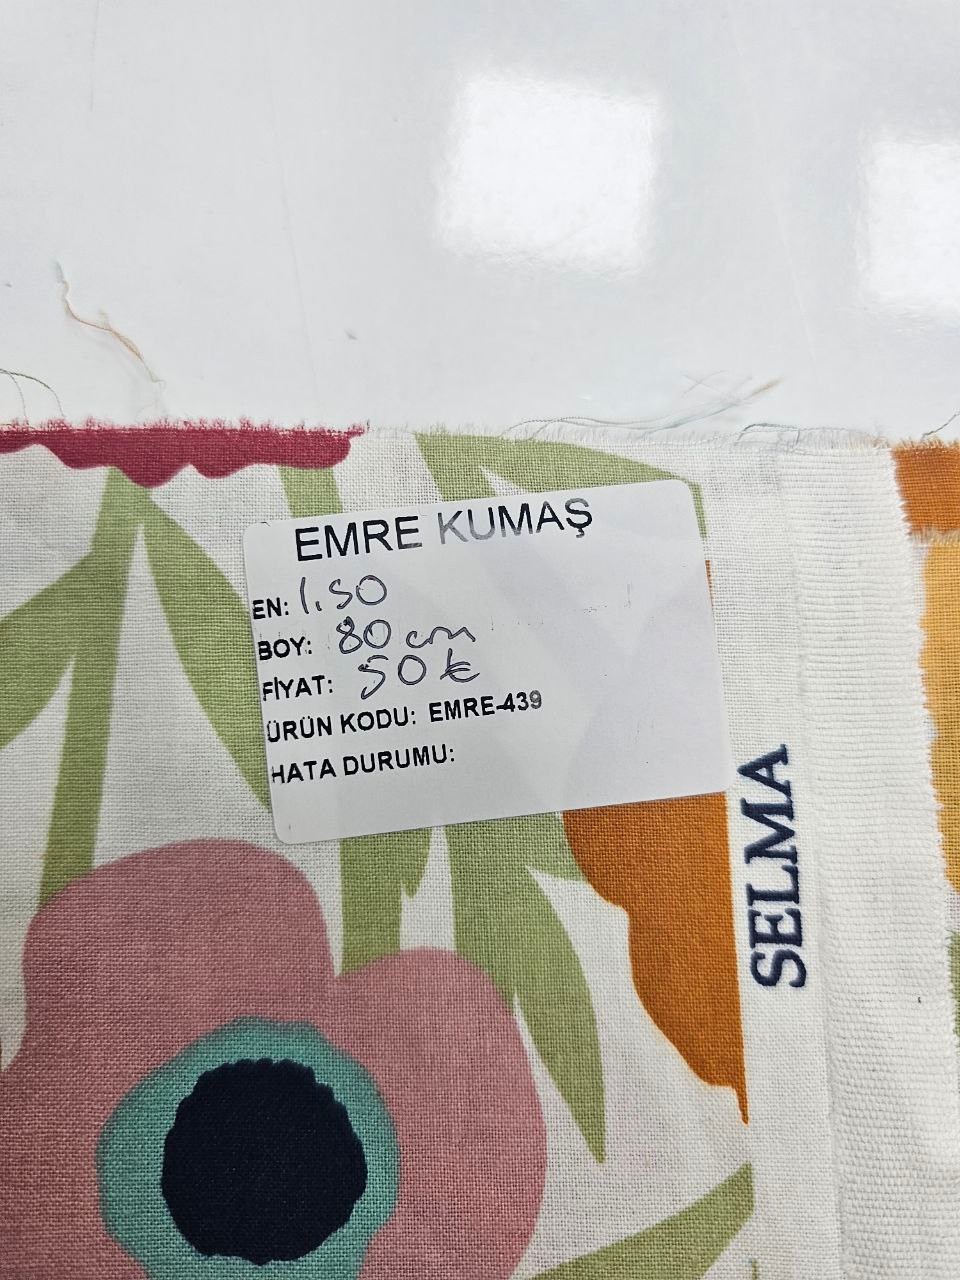 EMRE KUMAŞ
EN: 1.50
BOY: 80 cm
FİYAT: 50 ₺
ÜRÜN KODU: EMRE-439
HATA DURUMU:
SELMA